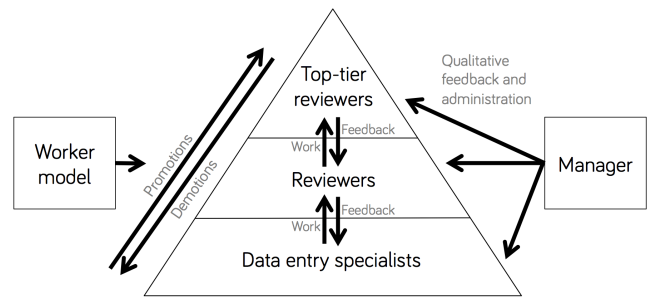 Top-tier
reviewers
Qualitative
feedback and
administration
Work
Feedback
Worker
model
Promotions
Demotions
Reviewers
Manager
Work
Feedback
Data entry specialists